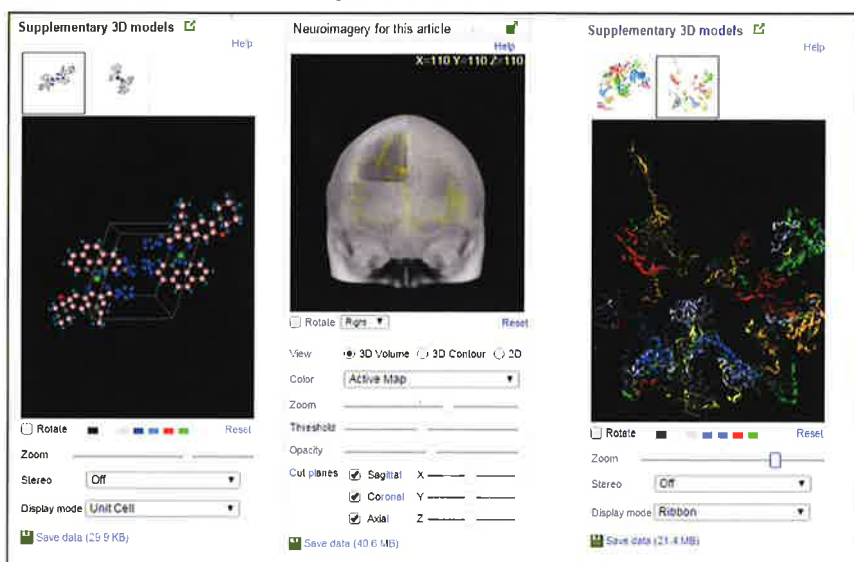 Supplementary 3D models
Help
Rotate
Reset
Zoom
Stereo Off
Display mode Unit Cell
Save data (29.9 KB)
Neuroimagery for this article
Help
X=110 Y=110 Z=110
Rotate Right
Reset
View 3D Volume 3D Contour 2D
Color Active Map
Zoom
Threshold
Opacity
Cut planes Sagittal X
Coronal Y
Axial Z
Save data (40.6 MB)
Supplementary 3D models
Help
Rotate
Reset
Zoom
Stereo Off
Display mode Ribbon
Save data (21.4 MB)